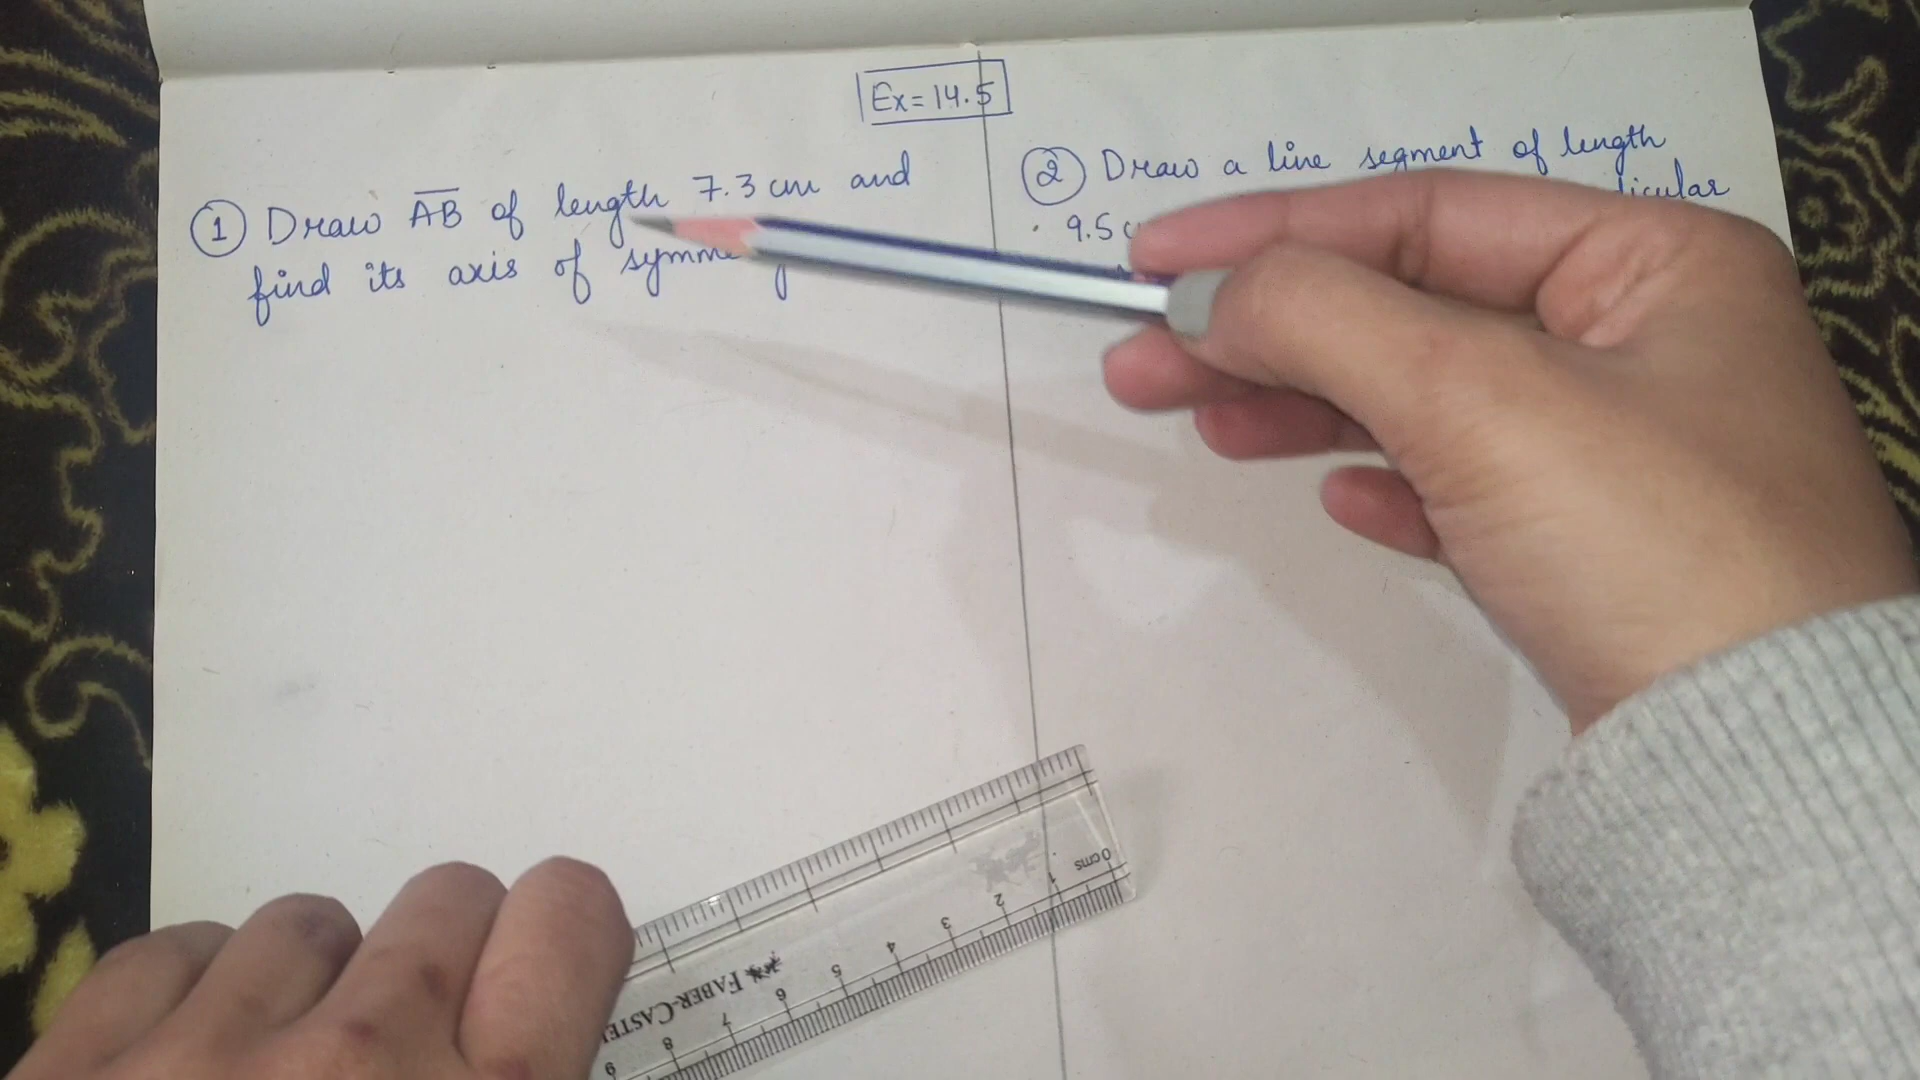 Ex = 14.5
① Draw AB of length 7.3 cm and
find its axis of
② Draw a line segment of length
9.5
0 cms 1 2 3 4 5 6 7 8 9
FABER-CASTE